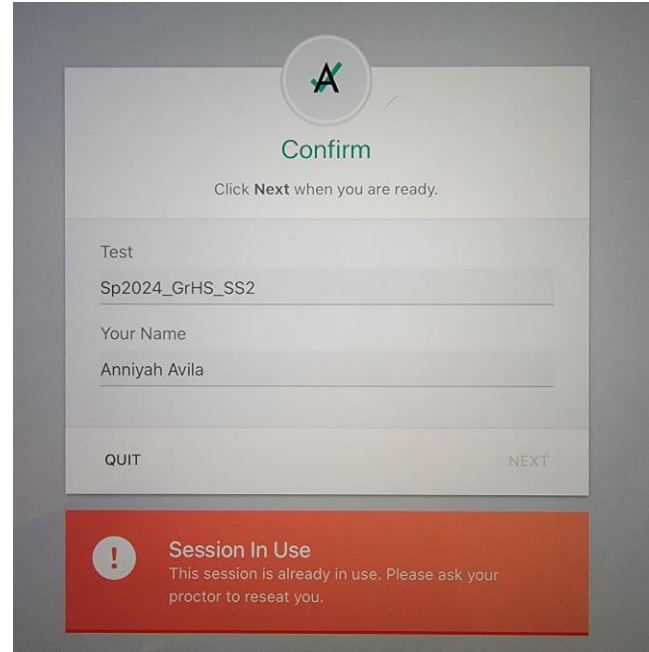 Confirm
Click Next when you are ready.
Test
Sp2024_GrHS_SS2
Your Name
Anniyah Avila
QUIT
NEXT
!
Session In Use
This session is already in use. Please ask your
proctor to reseat you.